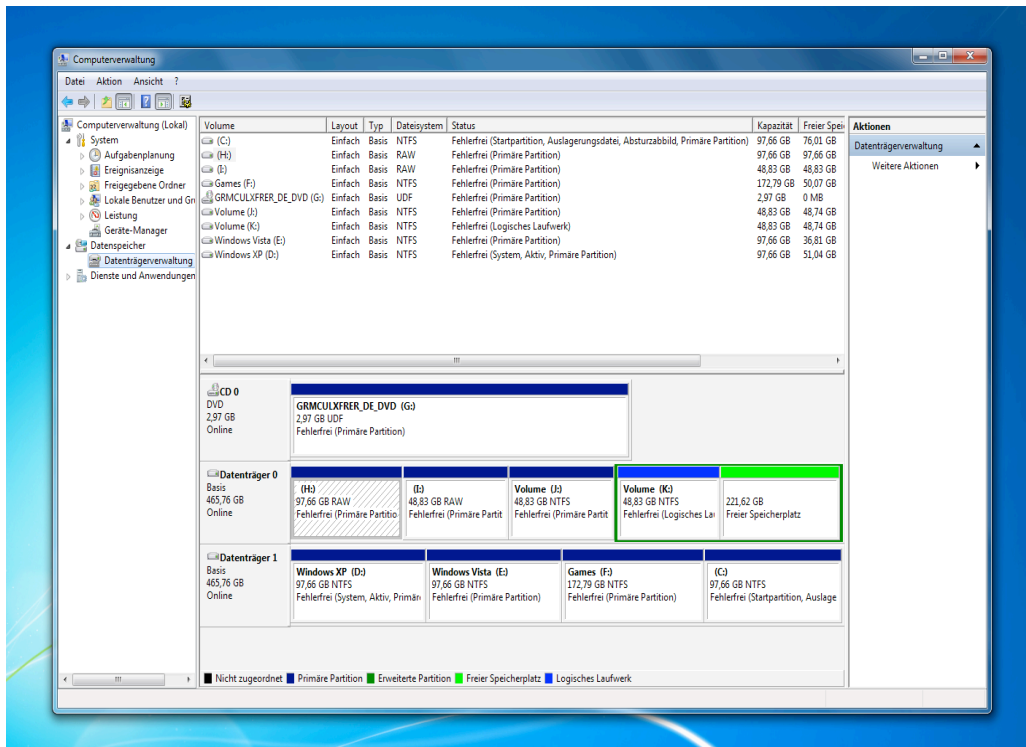 Computerverwaltung
Datei Aktion Ansicht ?
Computerverwaltung (Lokal)
System
Aufgabenplanung
Ereignisanzeige
Freigegebene Ordner
Lokale Benutzer und Gr
Leistung
Geräte-Manager
Datenspeicher
Datenträgerverwaltung
Dienste und Anwendungen
Volume Layout Typ Dateisystem Status Kapazität Freier Spei
(C:) Einfach Basis NTFS Fehlerfrei (Startpartition, Auslagerungsdatei, Absturzabbild, Primäre Partition) 97,66 GB 76,01 GB
(H:) Einfach Basis RAW Fehlerfrei (Primäre Partition) 97,66 GB 97,66 GB
(I:) Einfach Basis RAW Fehlerfrei (Primäre Partition) 48,83 GB 48,83 GB
Games (F:) Einfach Basis NTFS Fehlerfrei (Primäre Partition) 172,79 GB 50,07 GB
GRMCULXFRER_DE_DVD (G:) Einfach Basis UDF Fehlerfrei (Primäre Partition) 2,97 GB 0 MB
Volume (J:) Einfach Basis NTFS Fehlerfrei (Primäre Partition) 48,83 GB 48,74 GB
Volume (K:) Einfach Basis NTFS Fehlerfrei (Logisches Laufwerk) 48,83 GB 48,74 GB
Windows Vista (E:) Einfach Basis NTFS Fehlerfrei (Primäre Partition) 97,66 GB 36,81 GB
Windows XP (D:) Einfach Basis NTFS Fehlerfrei (System, Aktiv, Primäre Partition) 97,66 GB 51,04 GB
Aktionen
Datenträgerverwaltung
Weitere Aktionen
CD 0
DVD
2,97 GB
Online
GRMCULXFRER_DE_DVD (G:)
2,97 GB UDF
Fehlerfrei (Primäre Partition)
Datenträger 0
Basis
465,76 GB
Online
(H:)
97,66 GB RAW
Fehlerfrei (Primäre Partitio
(I:)
48,83 GB RAW
Fehlerfrei (Primäre Partit
Volume (J:)
48,83 GB NTFS
Fehlerfrei (Primäre Partit
Volume (K:)
48,83 GB NTFS
Fehlerfrei (Logisches La
221,62 GB
Freier Speicherplatz
Datenträger 1
Basis
465,76 GB
Online
Windows XP (D:)
97,66 GB NTFS
Fehlerfrei (System, Aktiv, Primär
Windows Vista (E:)
97,66 GB NTFS
Fehlerfrei (Primäre Partition)
Games (F:)
172,79 GB NTFS
Fehlerfrei (Primäre Partition)
(C:)
97,66 GB NTFS
Fehlerfrei (Startpartition, Auslage
Nicht zugeordnet Primäre Partition Erweiterte Partition Freier Speicherplatz Logisches Laufwerk